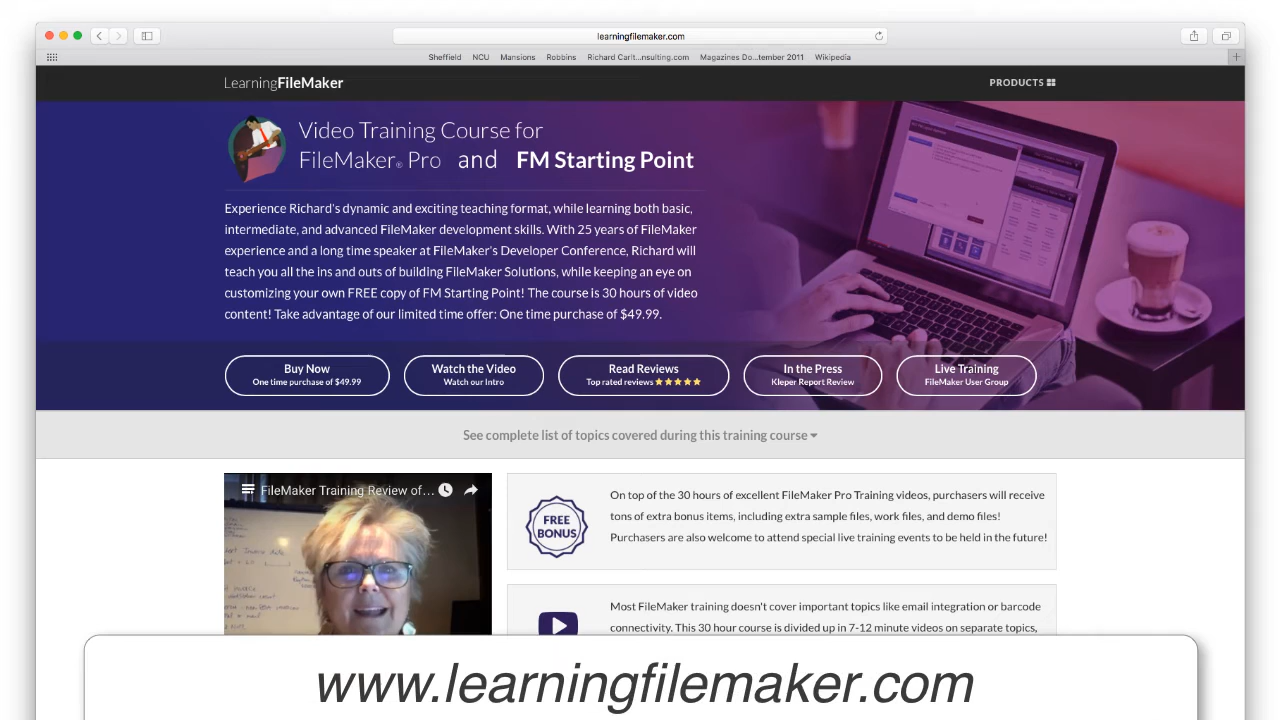 learningfilemaker.com
Sheffield NCU Mansions Robbins Richard Carlt...nsulting.com Magazines Do...tember 2011 Wikipedia
LearningFileMaker
PRODUCTS
Video Training Course for
FileMaker® Pro and FM Starting Point
Experience Richard's dynamic and exciting teaching format, while learning both basic,
intermediate, and advanced FileMaker development skills. With 25 years of FileMaker
experience and a long time speaker at FileMaker's Developer Conference, Richard will
teach you all the ins and outs of building FileMaker Solutions, while keeping an eye on
customizing your own FREE copy of FM Starting Point! The course is 30 hours of video
content! Take advantage of our limited time offer: One time purchase of $49.99.
Buy Now
One time purchase of $49.99
Watch the Video
Watch our Intro
Read Reviews
Top rated reviews
In the Press
Kleper Report Review
Live Training
FileMaker User Group
See complete list of topics covered during this training course
FileMaker Training Review of...
FREE
BONUS
On top of the 30 hours of excellent FileMaker Pro Training videos, purchasers will receive
tons of extra bonus items, including extra sample files, work files, and demo files!
Purchasers are also welcome to attend special live training events to be held in the future!
Most FileMaker training doesn't cover important topics like email integration or barcode
connectivity. This 30 hour course is divided up in 7-12 minute videos on separate topics,
www.learningfilemaker.com